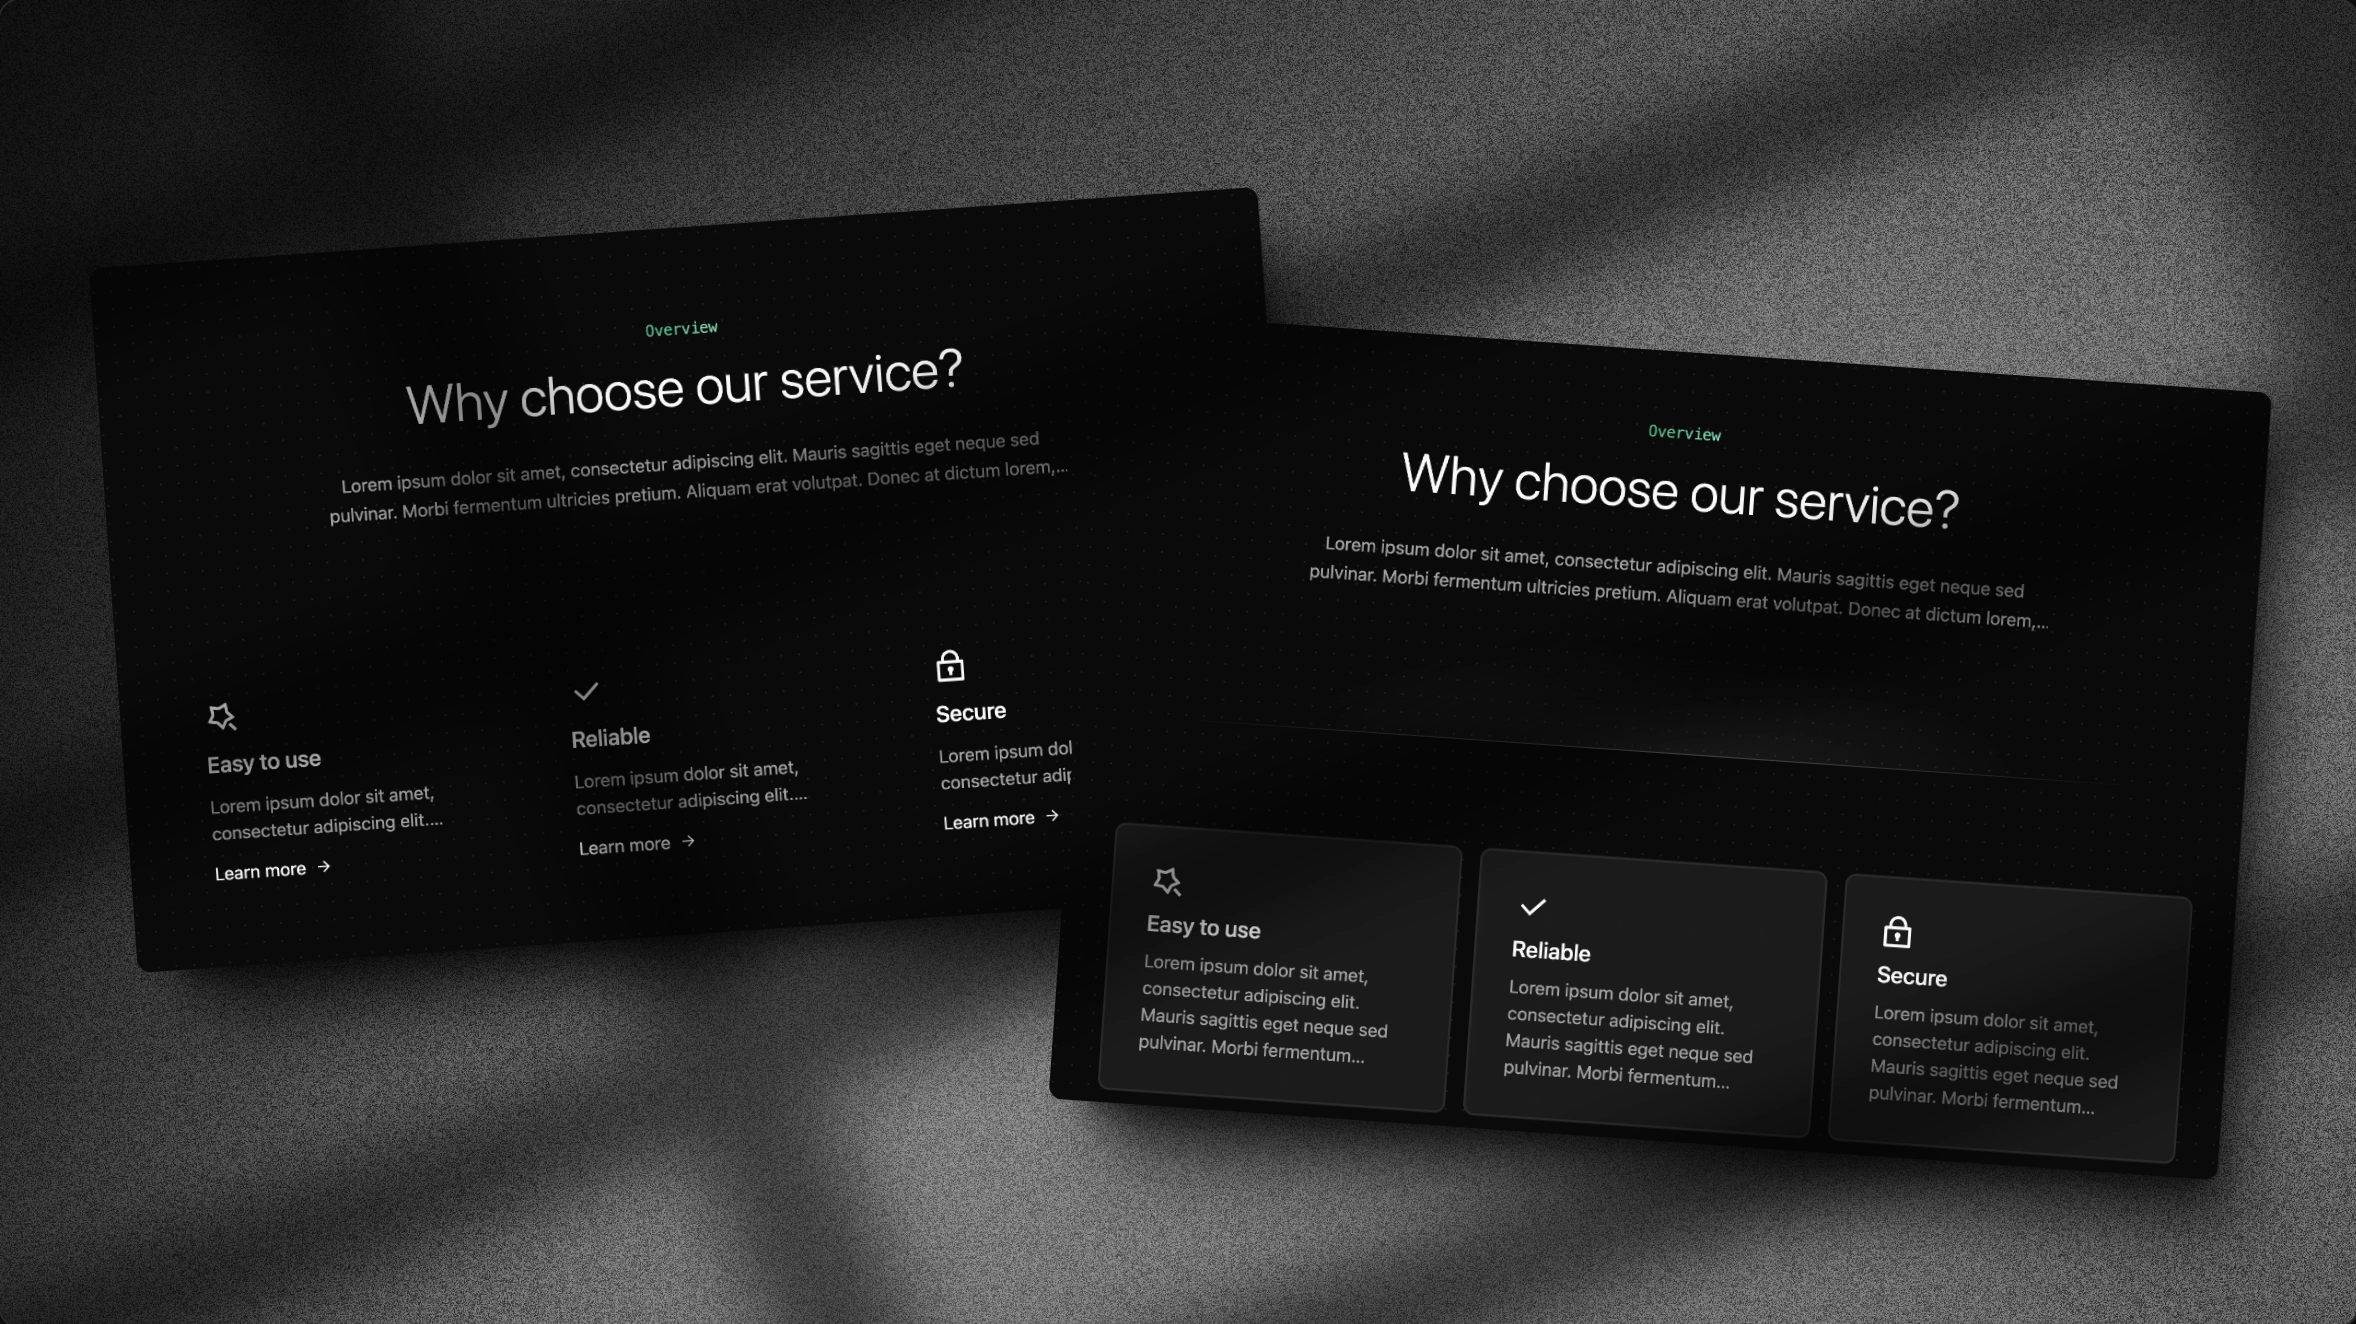 Overview
Why choose our service?
Lorem ipsum dolor sit amet, consectetur adipiscing elit. Mauris sagittis eget neque sed
pulvinar. Morbi fermentum ultricies pretium. Aliquam erat volutpat. Donec at dictum lorem,...
Easy to use
Lorem ipsum dolor sit amet,
consectetur adipiscing elit....
Learn more →
Reliable
Lorem ipsum dolor sit amet,
consectetur adipiscing elit....
Learn more →
Secure
Lorem ipsum dol
consectetur adip
Learn more →
Overview
Why choose our service?
Lorem ipsum dolor sit amet, consectetur adipiscing elit. Mauris sagittis eget neque sed
pulvinar. Morbi fermentum ultricies pretium. Aliquam erat volutpat. Donec at dictum lorem,...
Easy to use
Lorem ipsum dolor sit amet,
consectetur adipiscing elit.
Mauris sagittis eget neque sed
pulvinar. Morbi fermentum...
Reliable
Lorem ipsum dolor sit amet,
consectetur adipiscing elit.
Mauris sagittis eget neque sed
pulvinar. Morbi fermentum...
Secure
Lorem ipsum dolor sit amet,
consectetur adipiscing elit.
Mauris sagittis eget neque sed
pulvinar. Morbi fermentum...